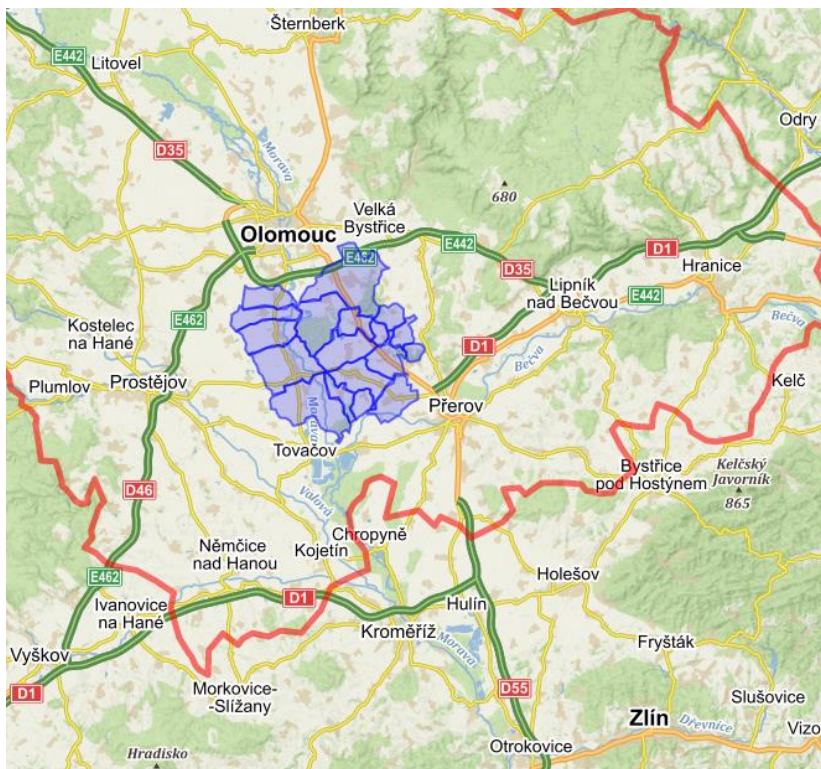 Šternberk
E442
Litovel
Odry
Morava
D35
680
Velká
Bystřice
Olomouc
E442
D1
E462
D35
Hranice
Lipník
nad Bečvou
E442
E462
Bečva
Kostelec
na Hané
D1
Bečva
Plumlov
Prostějov
Kelč
Přerov
Morava
Tovačov
Bystřice
pod Hostýnem
Kelčský
Javorník
865
D46
Valová
Chropyně
Němčice
nad Hanou
Kojetín
Holešov
E462
Ivanovice
na Hané
D1
Hulín
Kroměříž
Vyškov
Morava
Fryšták
D1
Morkovice-
-Slížany
D55
Slušovice
Zlín
Dřevnice
Vizo
Hradisko
Otrokovice